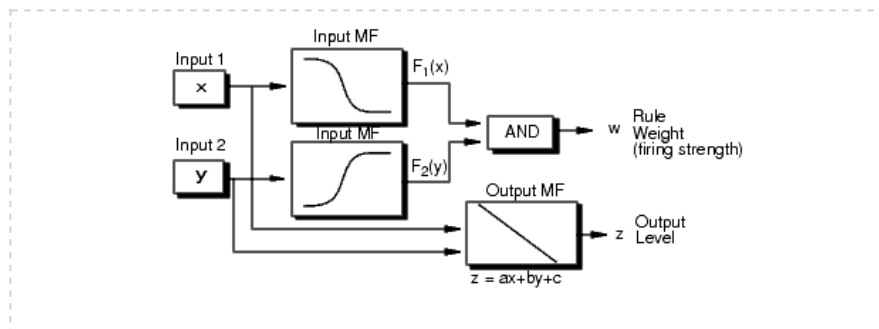 Input MF
Input 1
x
F1(x)
Input MF
AND
w
Rule
Weight
(firing strength)
Input 2
y
F2(y)
Output MF
z
Output
Level
z = ax+by+c